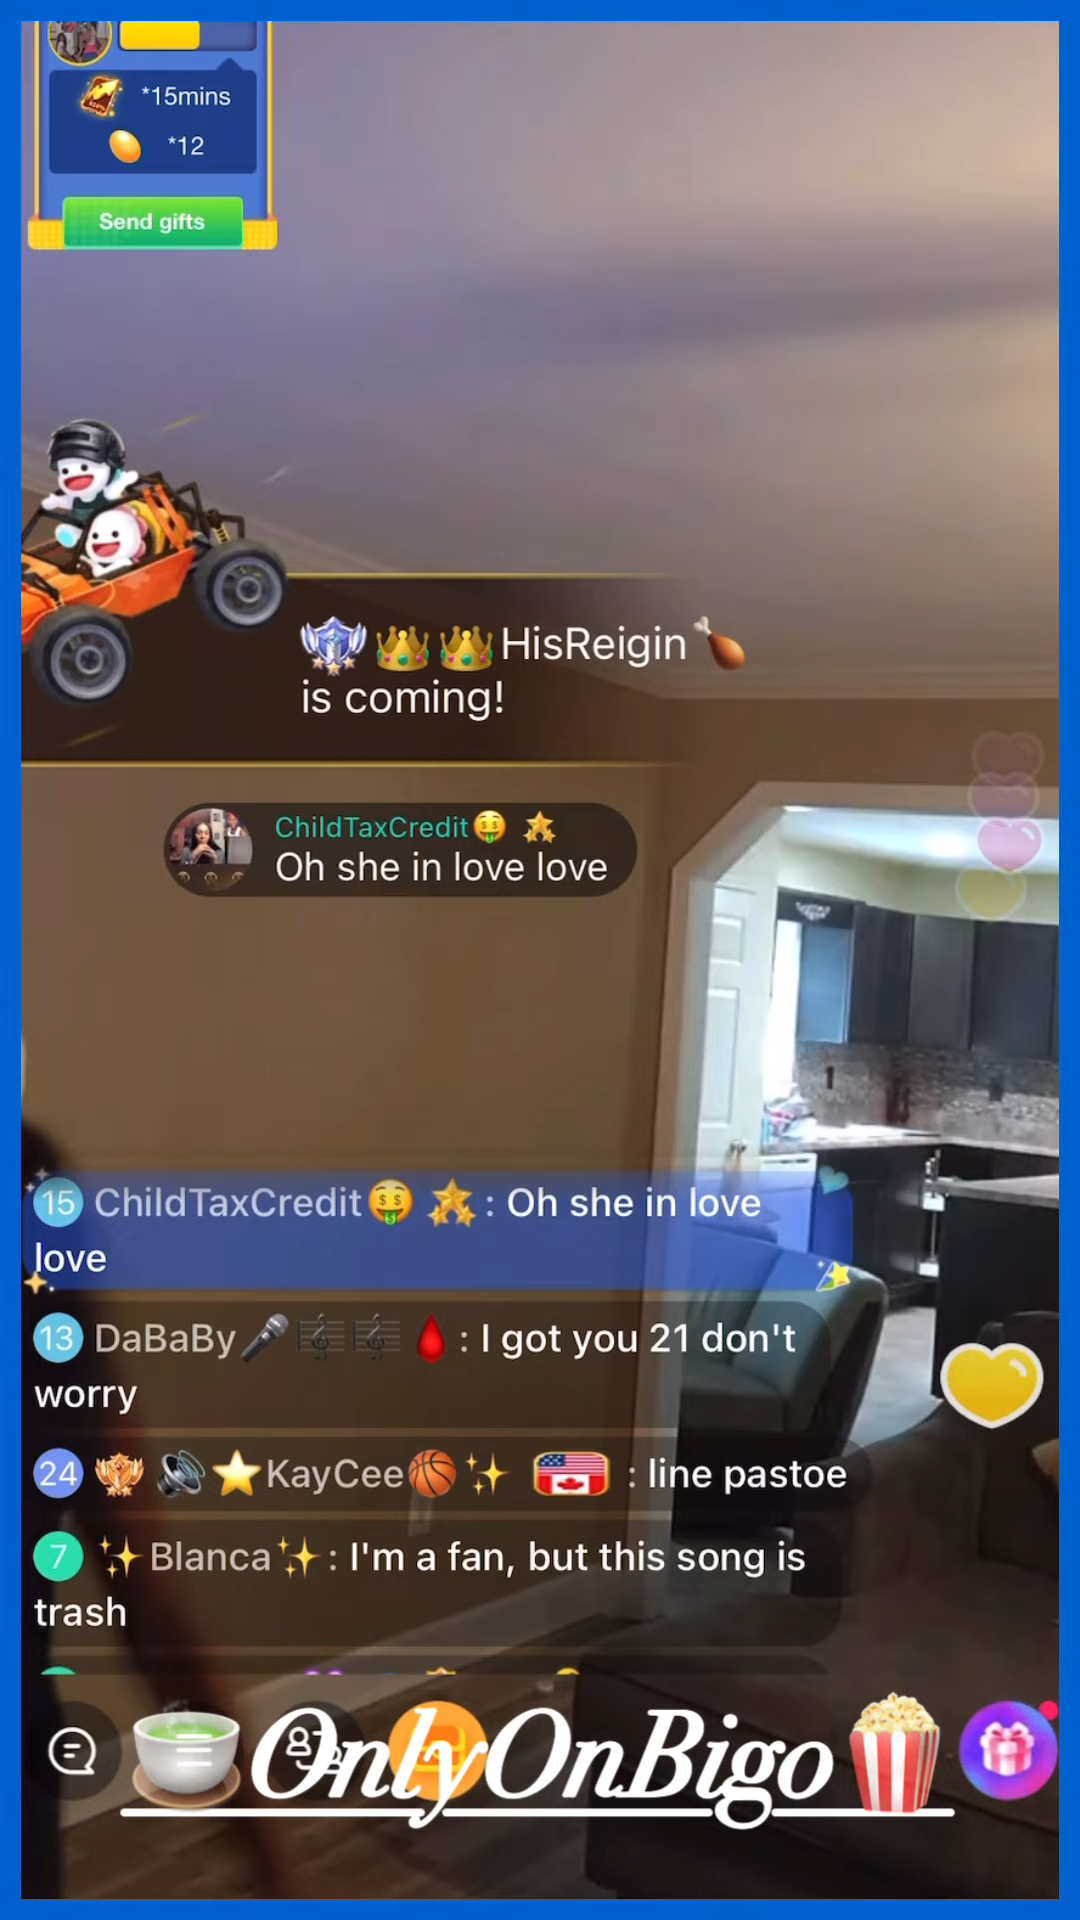 *15mins
*12
Send gifts
HisReigin
is coming!
ChildTaxCredit
Oh she in love love
15 ChildTaxCredit : Oh she in love
love
13 DaBaBy : I got you 21 don't
worry
24 KayCee : line pastoe
7 Blanca : I'm a fan, but this song is
trash
OnlyOnBigo